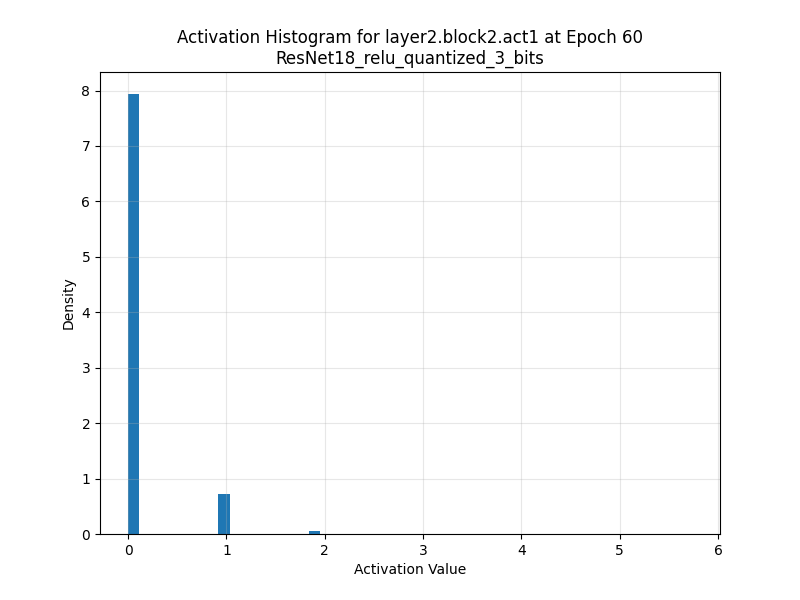 Activation Histogram for layer2.block2.act1 at Epoch 60
ResNet18_relu_quantized_3_bits
8
7
6
5
4
3
2
1
0
Density
0 1 2 3 4 5 6
Activation Value